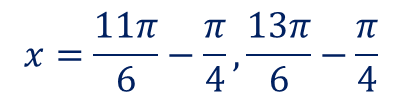 x = 11π/6 − π/4, 13π/6 − π/4